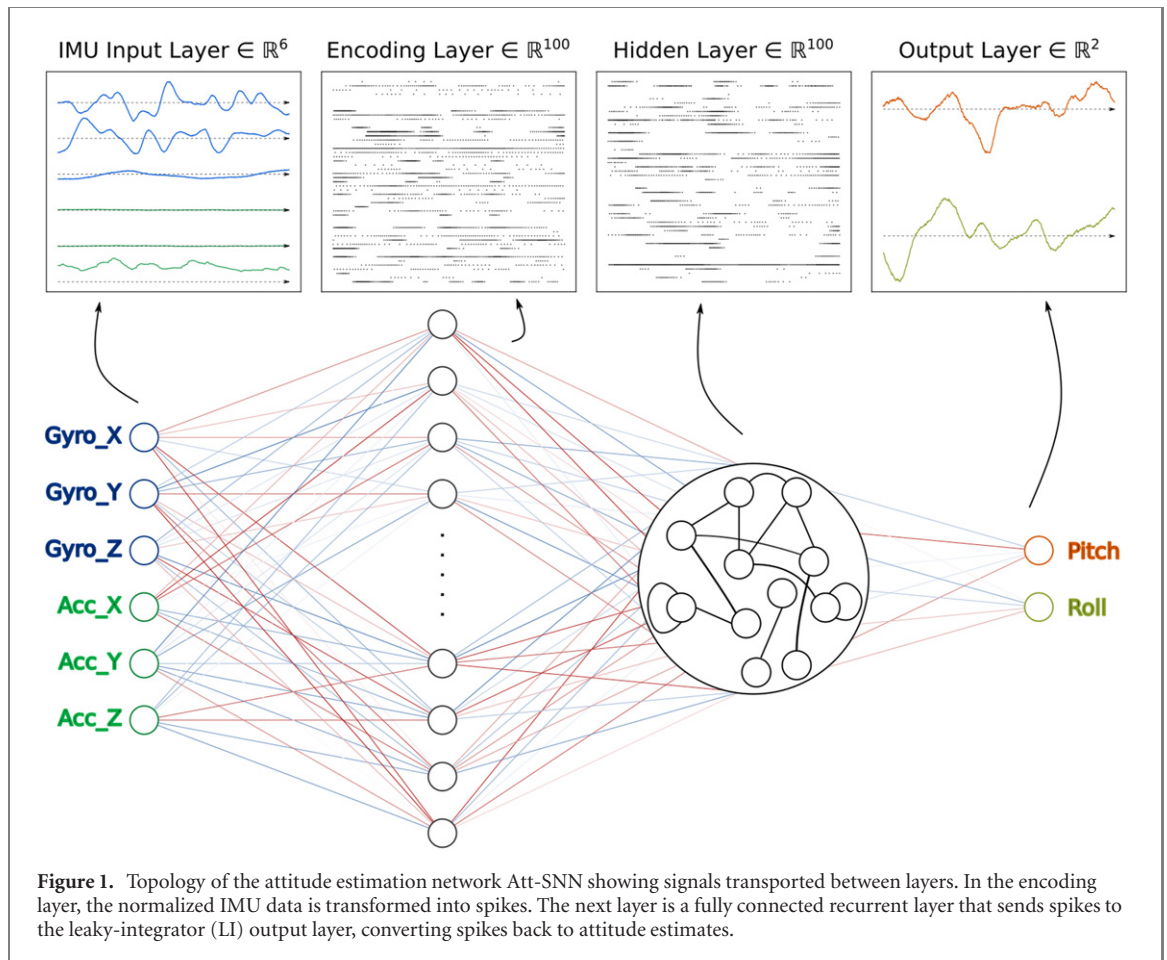 IMU Input Layer ∈ ℝ⁶
Encoding Layer ∈ ℝ¹⁰⁰
Hidden Layer ∈ ℝ¹⁰⁰
Output Layer ∈ ℝ²
Gyro_X
Gyro_Y
Gyro_Z
Acc_X
Acc_Y
Acc_Z
Pitch
Roll
Figure 1. Topology of the attitude estimation network Att-SNN showing signals transported between layers. In the encoding
layer, the normalized IMU data is transformed into spikes. The next layer is a fully connected recurrent layer that sends spikes to
the leaky-integrator (LI) output layer, converting spikes back to attitude estimates.